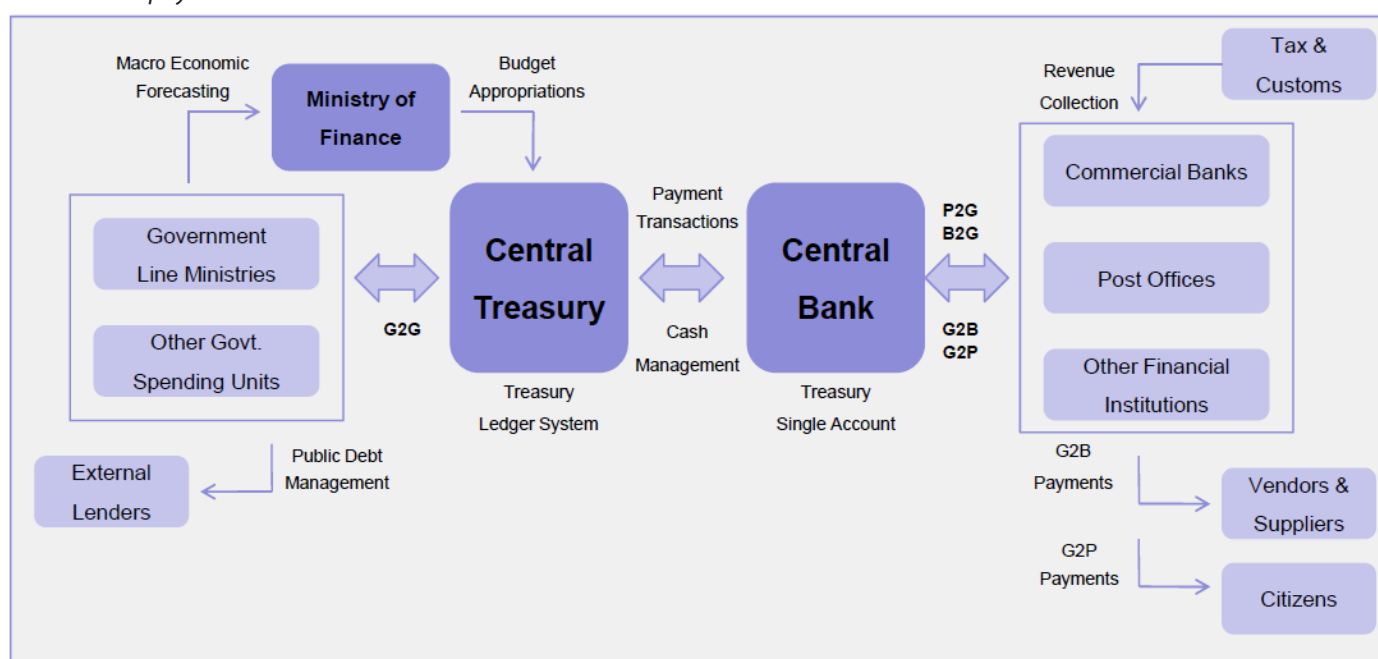 Macro Economic
Forecasting
Ministry of
Finance
Budget
Appropriations
Revenue
Collection
Tax &
Customs
Government
Line Ministries
Other Govt.
Spending Units
G2G
Central
Treasury
Treasury
Ledger System
Payment
Transactions
Cash
Management
Central
Bank
Treasury
Single Account
P2G
B2G
G2B
G2P
Commercial Banks
Post Offices
Other Financial
Institutions
External
Lenders
Public Debt
Management
G2B
Payments
Vendors &
Suppliers
G2P
Payments
Citizens